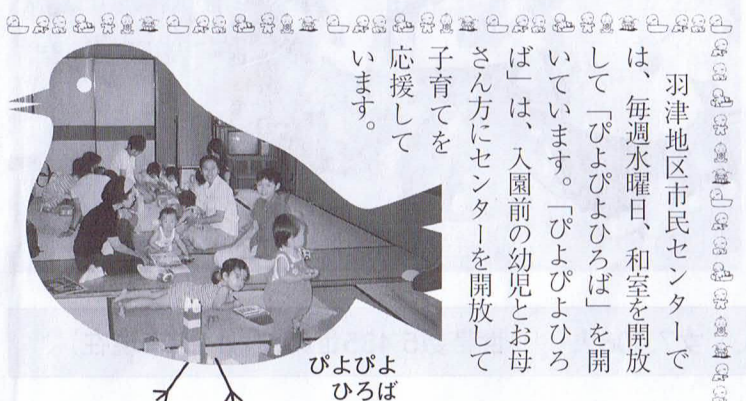 羽津地区市民センターで
は、毎週水曜日、和室を開放
して「ぴよぴよひろば」を開
いています。「ぴよぴよひろ
ば」は、入園前の幼児とお母
さん方にセンターを開放して
子育てを
応援して
います。
ぴよぴよ
ひろば